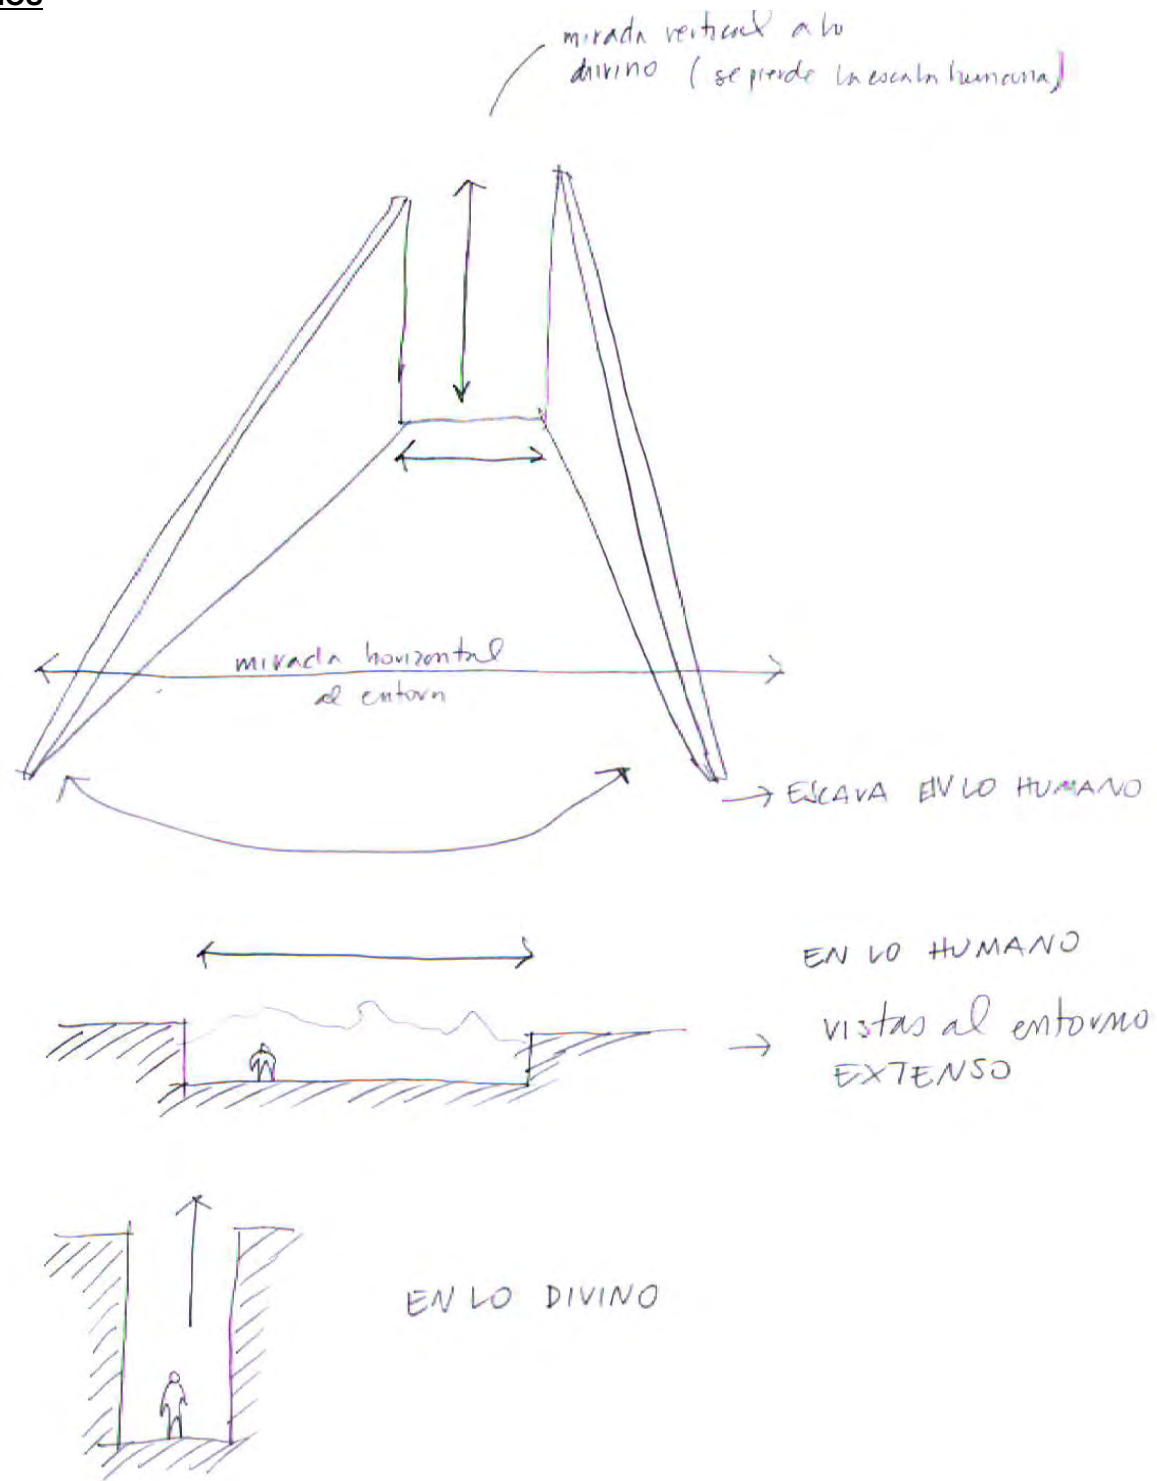 mirada vertical a lo
divino (se pierde la escala humana)
mirada horizontal
al entorn
→ ESCAVA EN LO HUMANO
EN LO HUMANO
→ vistas al entorno
EXTENSO
EN LO DIVINO